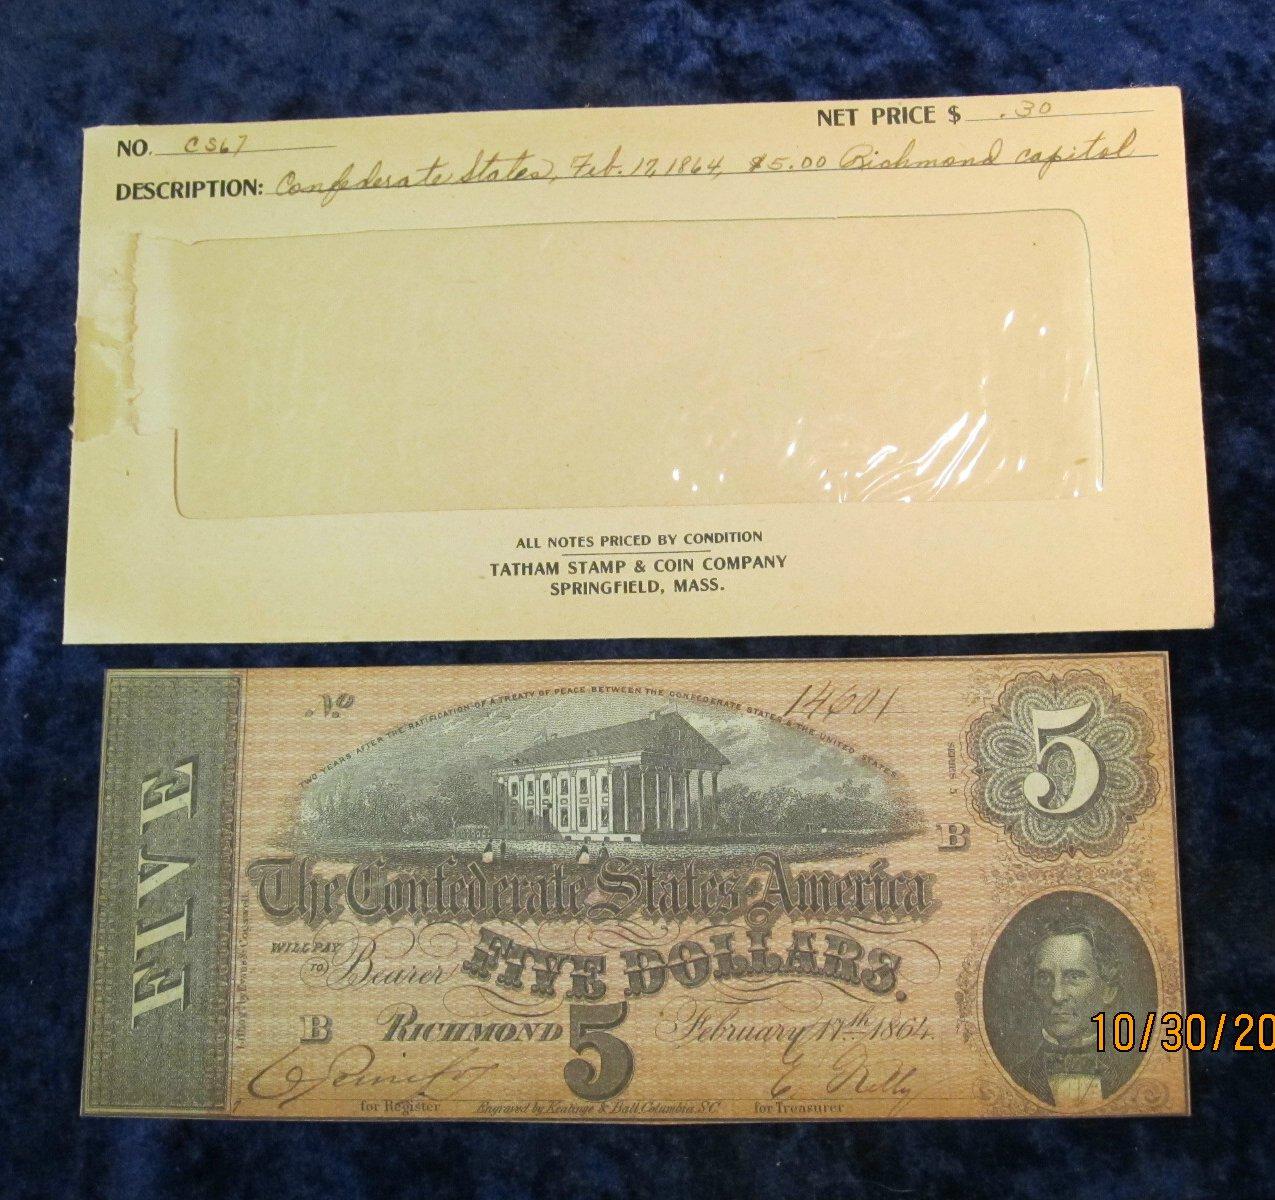 NET PRICE $ .30
NO. CS67
DESCRIPTION: Confederate States, Feb. 17, 1864, $5.00 Richmond capitol
ALL NOTES PRICED BY CONDITION
TATHAM STAMP & COIN COMPANY
SPRINGFIELD, MASS.
No 14601
TWO YEARS AFTER THE RATIFICATION OF A TREATY OF PEACE BETWEEN THE CONFEDERATE STATES & THE UNITED STATES
5
SERIES 5
B
FIVE
The Confederate States of America
WILL PAY TO Bearer FIVE DOLLARS.
B RICHMOND 5 February 17th 1864.
for Register Engraved by Keatinge & Ball, Columbia, S.C. for Treasurer
10/30/20